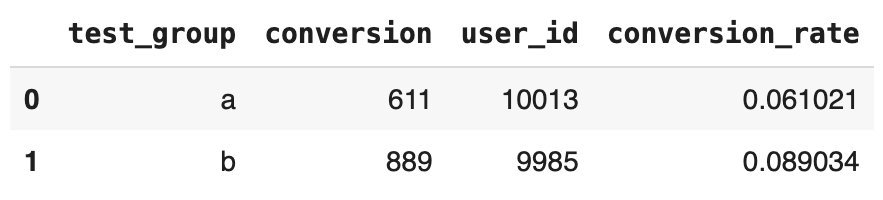 test_group conversion user_id conversion_rate
0 a 611 10013 0.061021
1 b 889 9985 0.089034